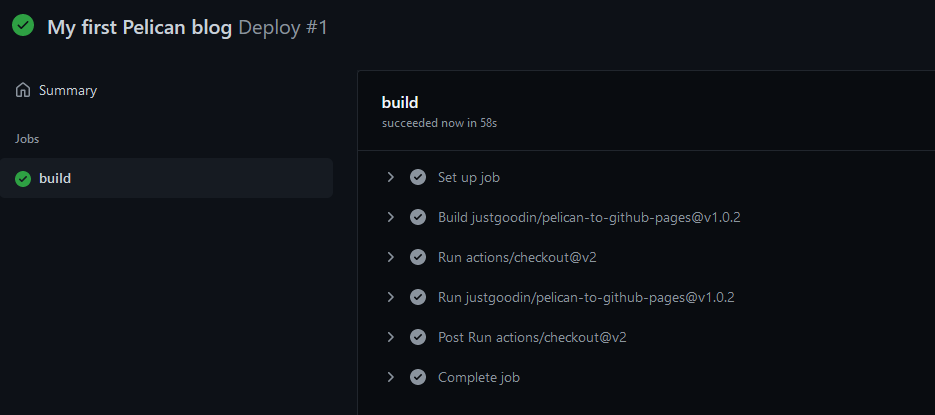 My first Pelican blog Deploy #1
Summary
Jobs
build
build
succeeded now in 58s
Set up job
Build justgoodin/pelican-to-github-pages@v1.0.2
Run actions/checkout@v2
Run justgoodin/pelican-to-github-pages@v1.0.2
Post Run actions/checkout@v2
Complete job